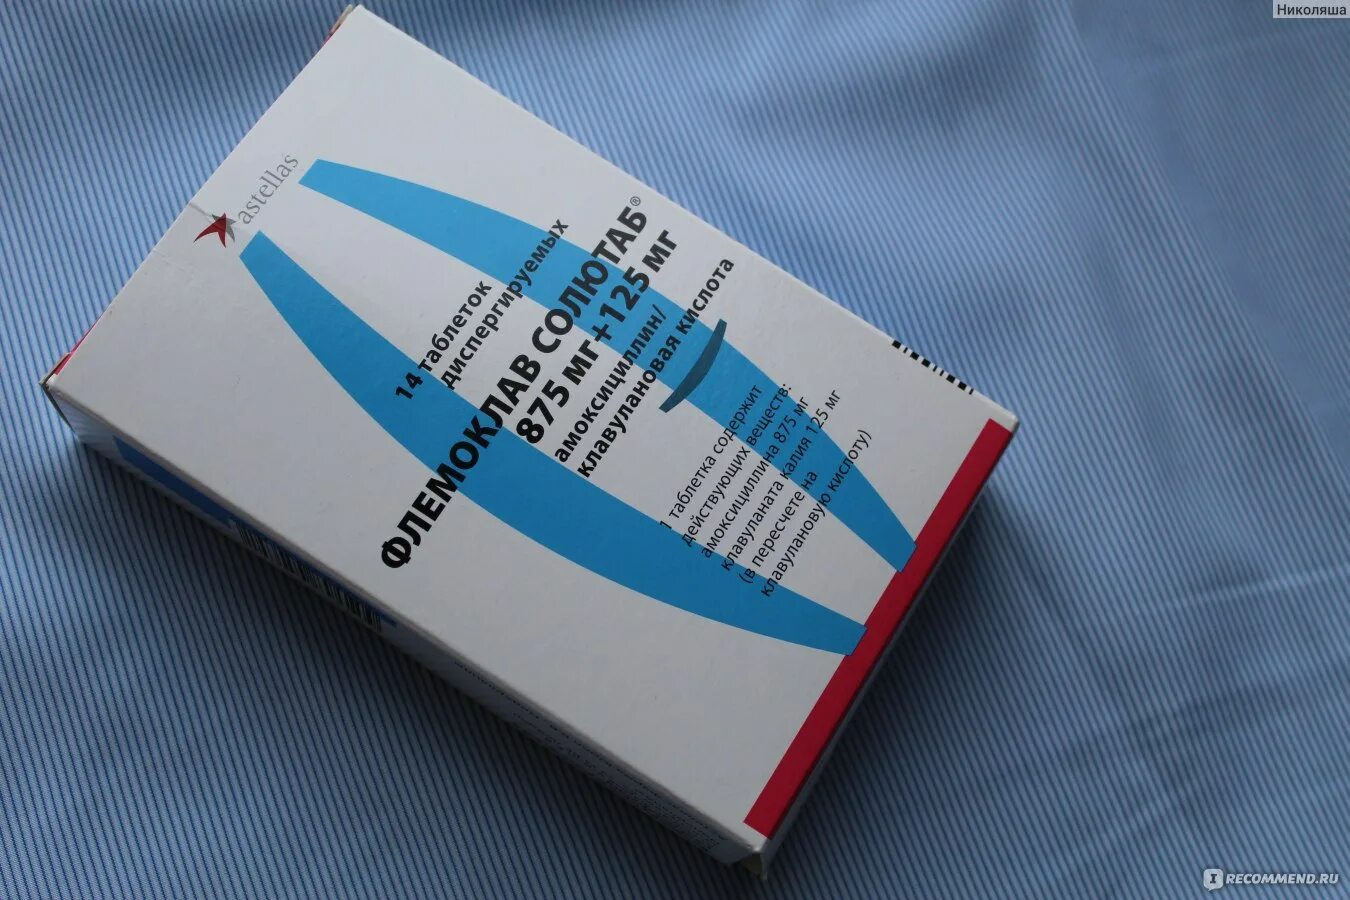 Николяша
astellas
14 таблеток
диспергируемых
ФЛЕМОКЛАВ СОЛЮТАБ®
875 мг+125 мг
амоксициллин/
клавулановая кислота
1 таблетка содержит
действующих веществ:
амоксициллина 875 мг
клавуланата калия 125 мг
(в пересчете на
клавулановую кислоту)
IRECOMMEND.RU